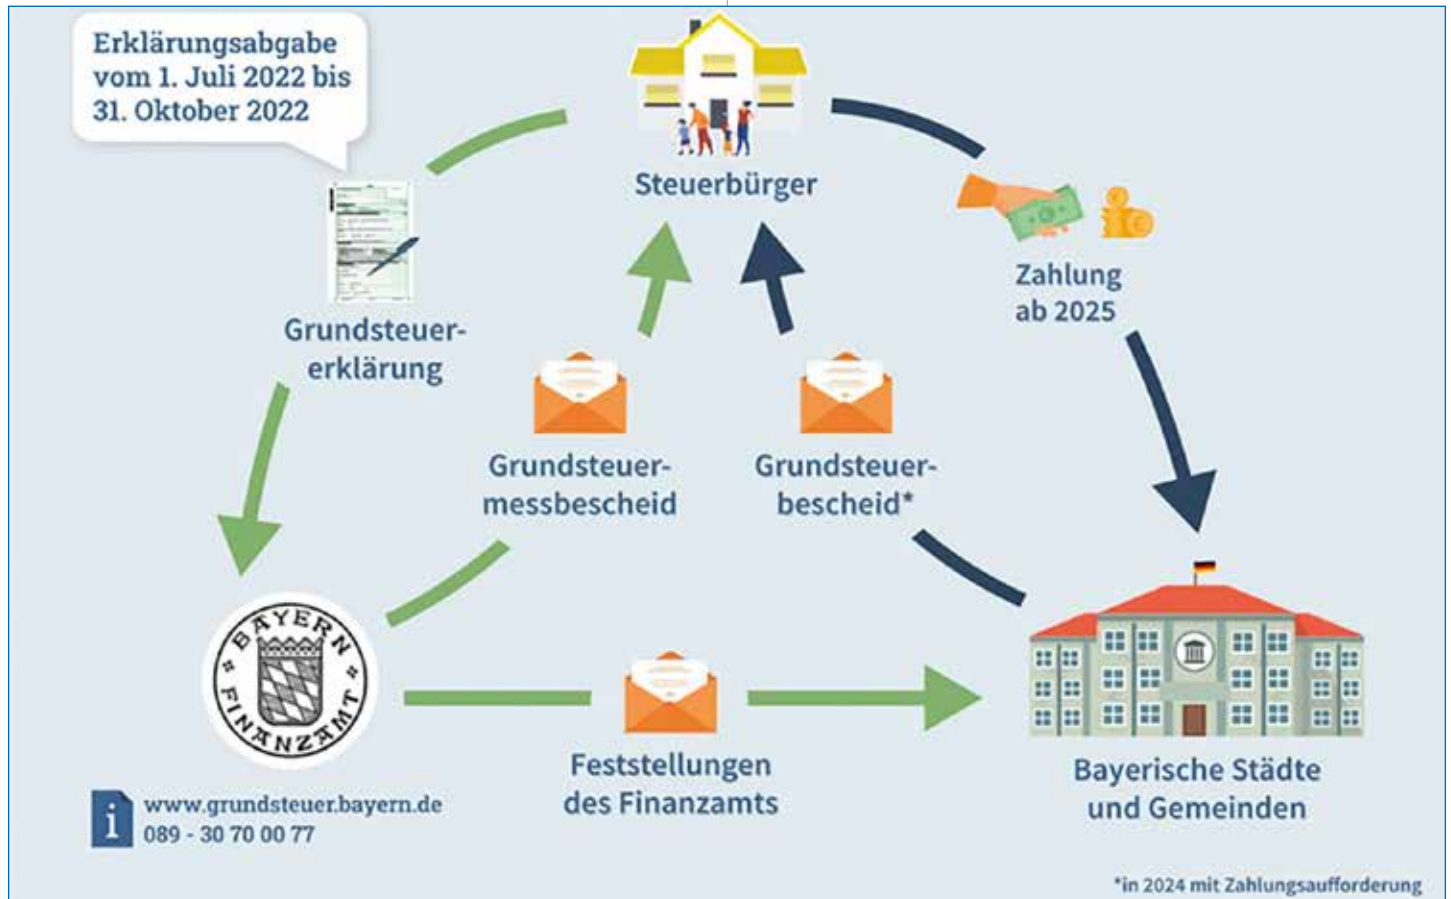 Erklärungsabgabe
vom 1. Juli 2022 bis
31. Oktober 2022
Steuerbürger
Grundsteuer-
erklärung
Zahlung
ab 2025
Grundsteuer-
messbescheid
Grundsteuer-
bescheid*
BAYERN
FINANZAMT
Feststellungen
des Finanzamts
Bayerische Städte
und Gemeinden
i
www.grundsteuer.bayern.de
089 - 30 70 00 77
*in 2024 mit Zahlungsaufforderung